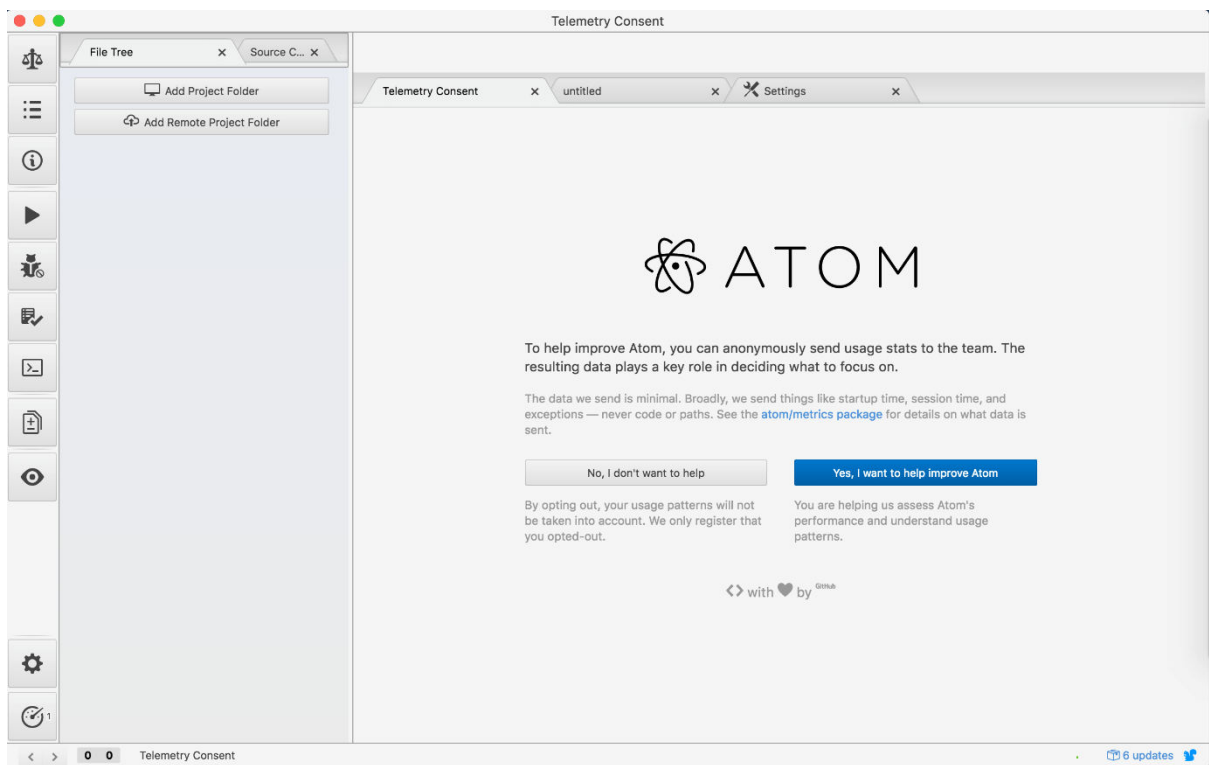 Telemetry Consent
File Tree
Source C...
Add Project Folder
Add Remote Project Folder
Telemetry Consent
untitled
Settings
ATOM
To help improve Atom, you can anonymously send usage stats to the team. The
resulting data plays a key role in deciding what to focus on.
The data we send is minimal. Broadly, we send things like startup time, session time, and
exceptions — never code or paths. See the atom/metrics package for details on what data is
sent.
No, I don't want to help
By opting out, your usage patterns will not
be taken into account. We only register that
you opted-out.
Yes, I want to help improve Atom
You are helping us assess Atom's
performance and understand usage
patterns.
with by GitHub
1
0 0 Telemetry Consent
6 updates